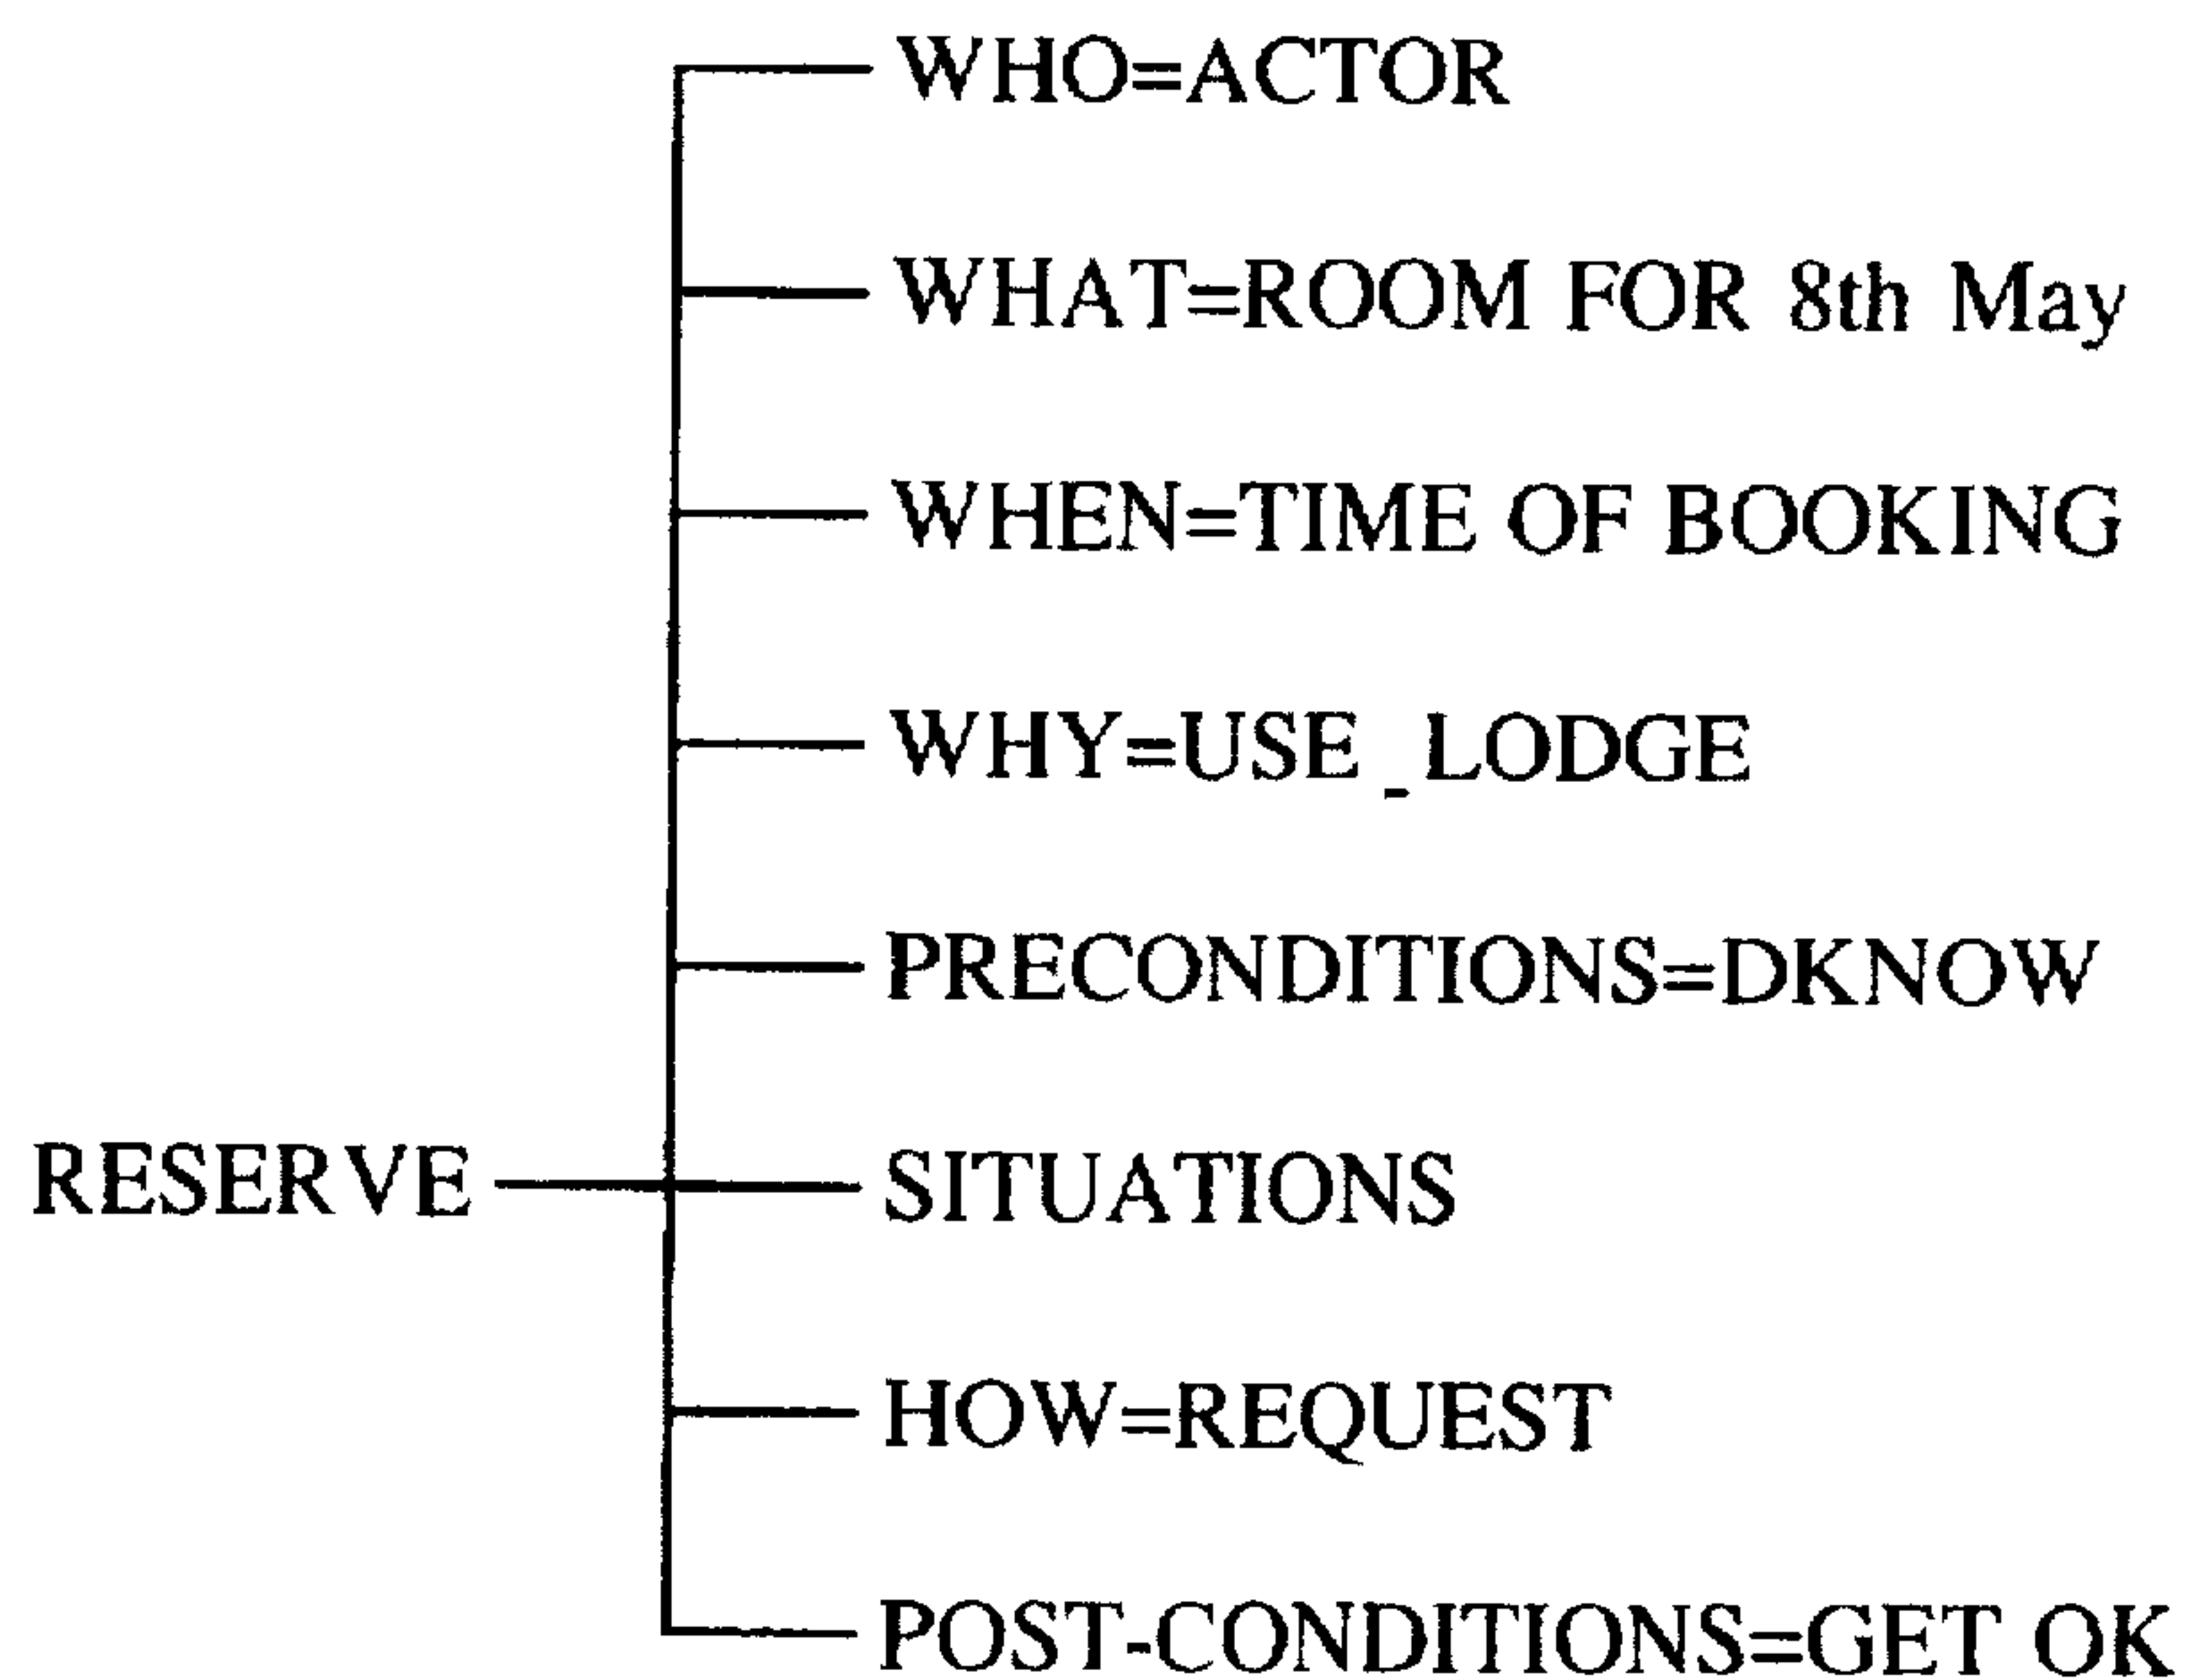 WHO=ACTOR
WHAT=ROOM FOR 8th May
WHEN=TIME OF BOOKING
WHY=USE_LODGE
PRECONDITIONS=DKNOW
RESERVE
SITUATIONS
HOW=REQUEST
POST-CONDITIONS=GET OK